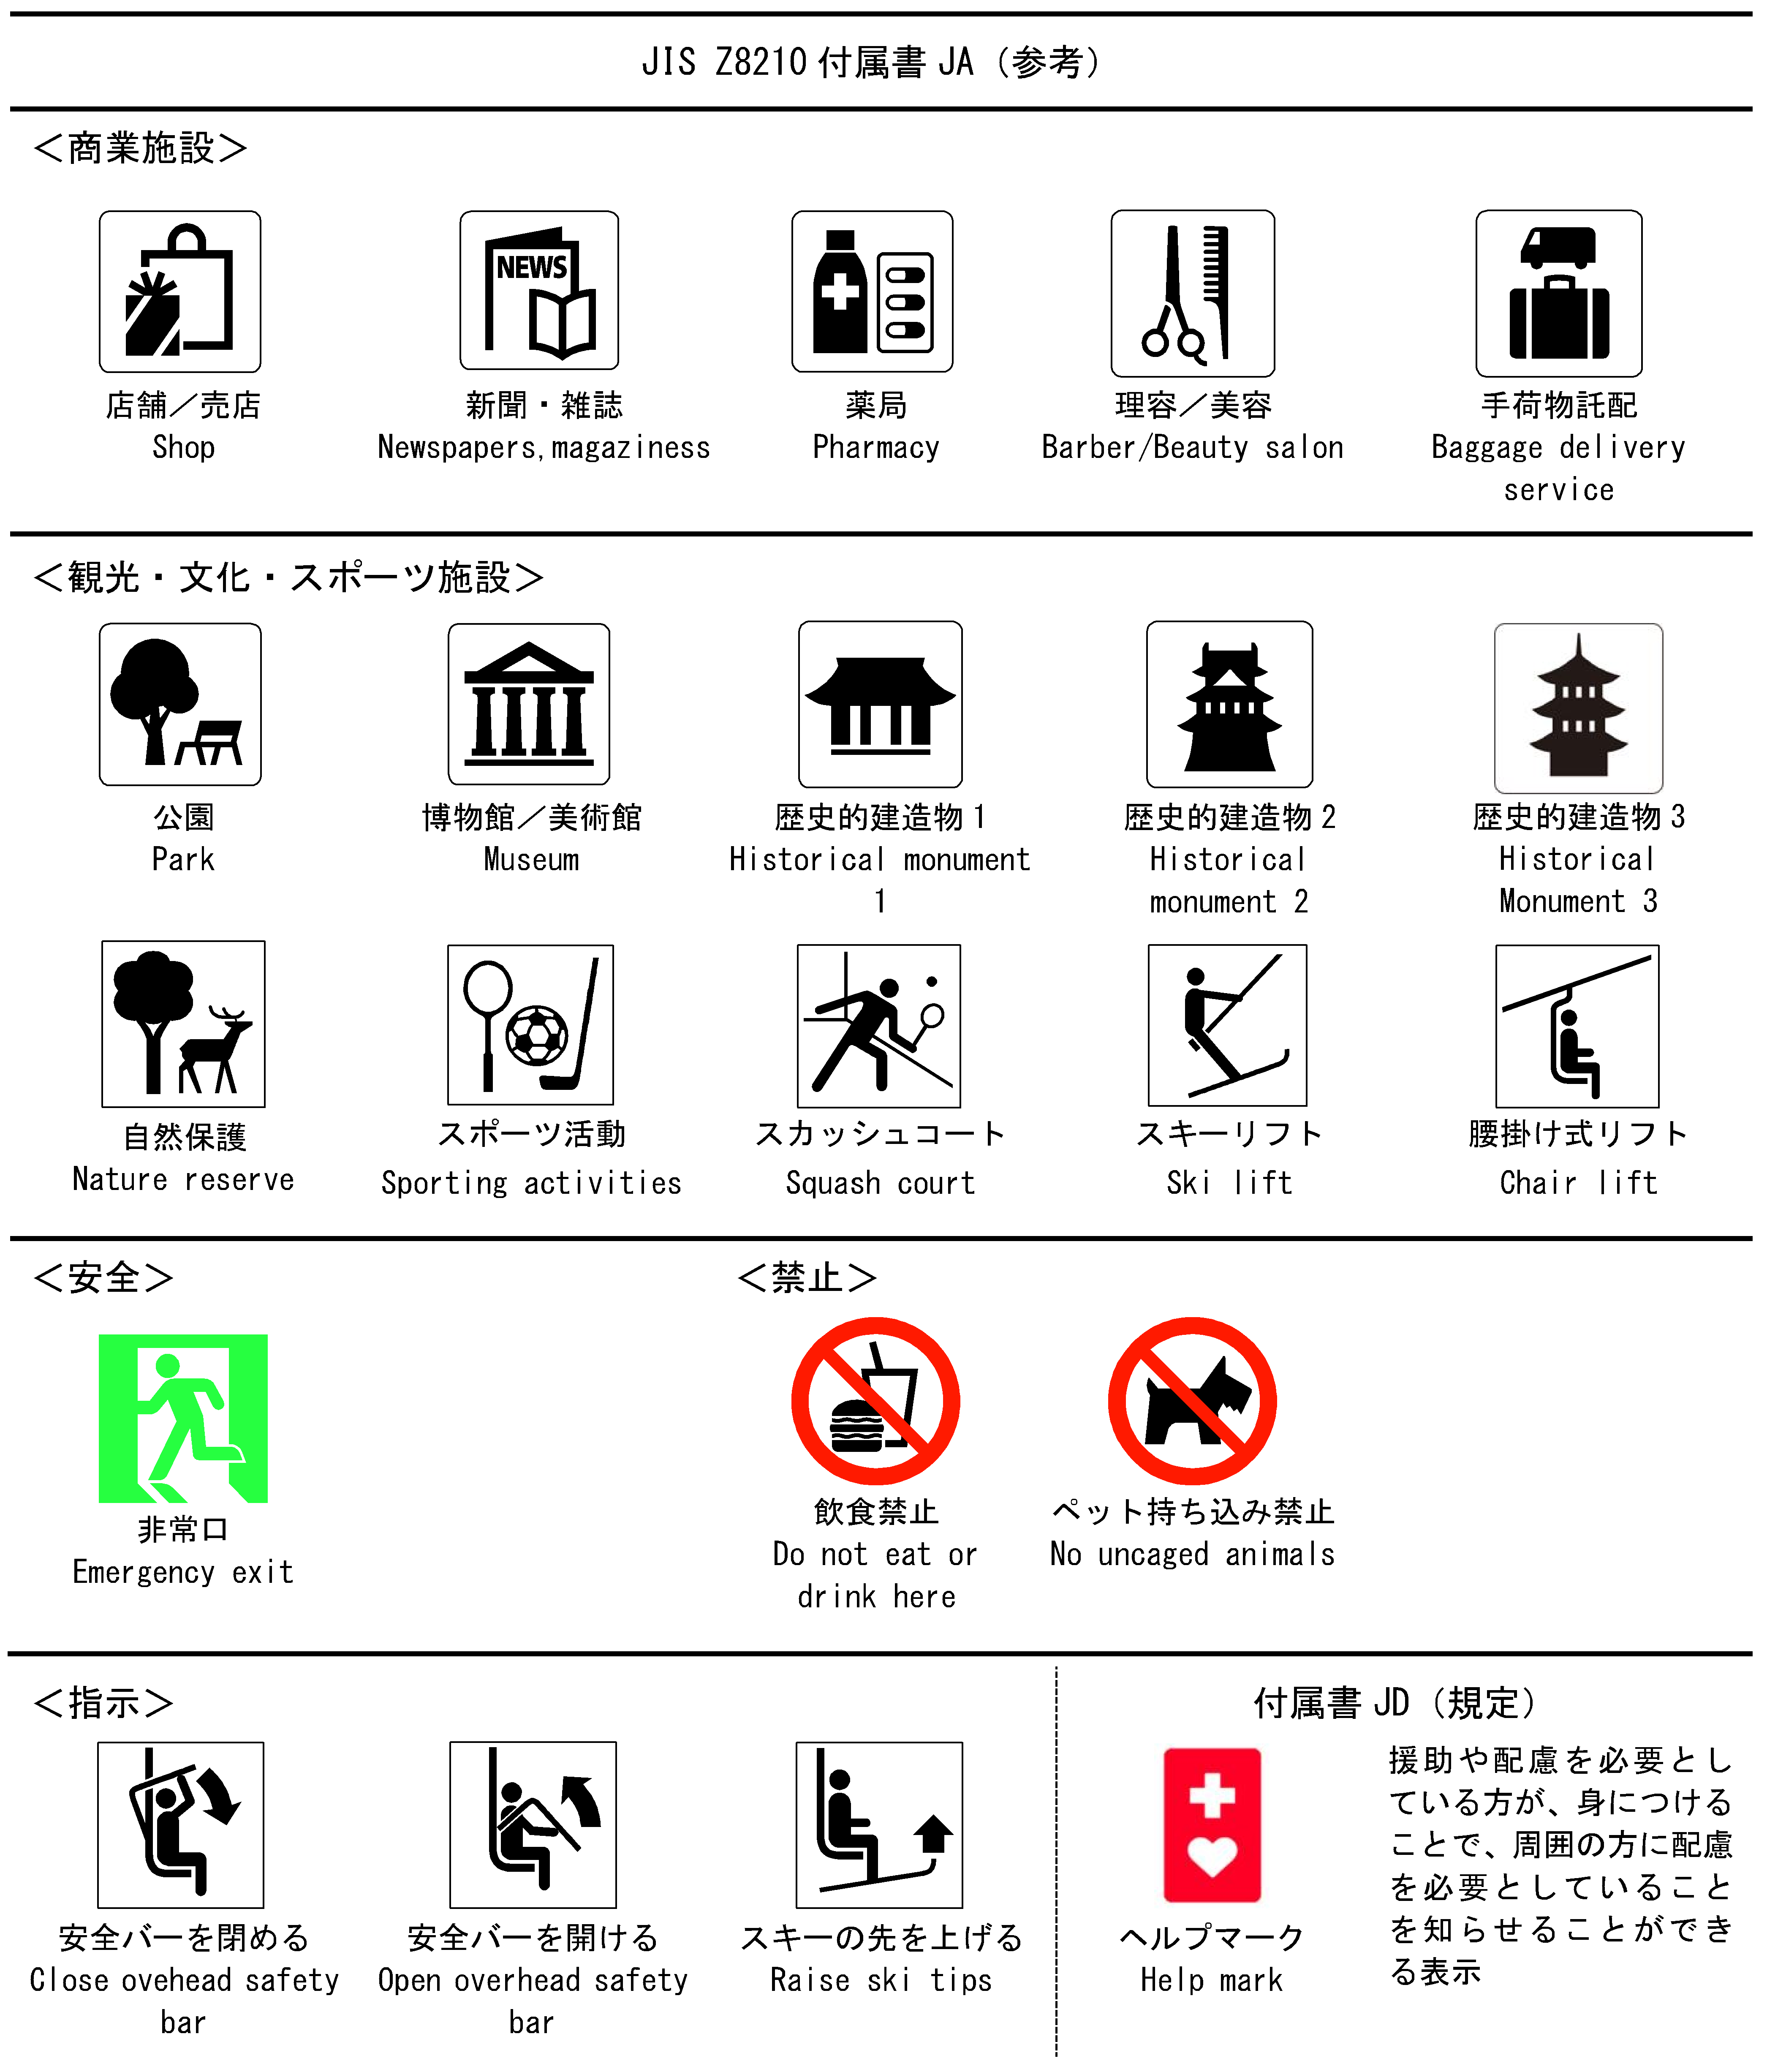 JIS Z8210 付属書 JA（参考）
＜商業施設＞
NEWS
店舗／売店
Shop
新聞・雑誌
Newspapers,magaziness
薬局
Pharmacy
理容／美容
Barber/Beauty salon
手荷物託配
Baggage delivery
service
＜観光・文化・スポーツ施設＞
公園
Park
博物館／美術館
Museum
歴史的建造物 1
Historical monument
1
歴史的建造物 2
Historical
monument 2
歴史的建造物 3
Historical
Monument 3
自然保護
Nature reserve
スポーツ活動
Sporting activities
スカッシュコート
Squash court
スキーリフト
Ski lift
腰掛け式リフト
Chair lift
＜安全＞
非常口
Emergency exit
＜禁止＞
飲食禁止
Do not eat or
drink here
ペット持ち込み禁止
No uncaged animals
＜指示＞
安全バーを閉める
Close ovehead safety
bar
安全バーを開ける
Open overhead safety
bar
スキーの先を上げる
Raise ski tips
付属書 JD（規定）
ヘルプマーク
Help mark
援助や配慮を必要とし
ている方が、身につける
ことで、周囲の方に配慮
を必要としていること
を知らせることができ
る表示